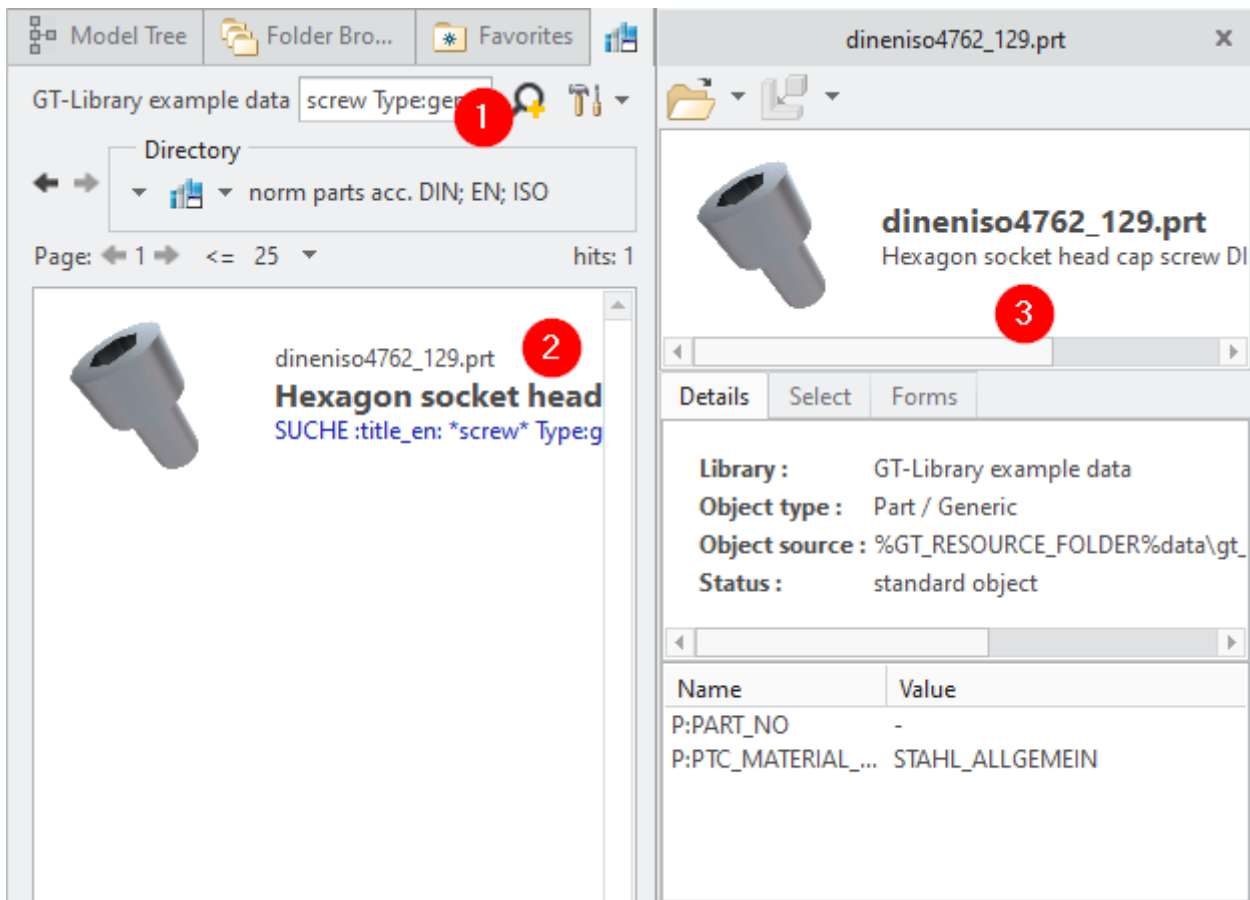 Model Tree
Folder Bro...
Favorites
GT-Library example data
screw Type:ge
1
Directory
norm parts acc. DIN; EN; ISO
Page: 1 <= 25
hits: 1
dineniso4762_129.prt
2
Hexagon socket head
SUCHE :title_en: *screw* Type:g
dineniso4762_129.prt
dineniso4762_129.prt
Hexagon socket head cap screw DI
3
Details
Select
Forms
Library : GT-Library example data
Object type : Part / Generic
Object source : %GT_RESOURCE_FOLDER%data\gt_
Status : standard object
Name Value
P:PART_NO -
P:PTC_MATERIAL_... STAHL_ALLGEMEIN